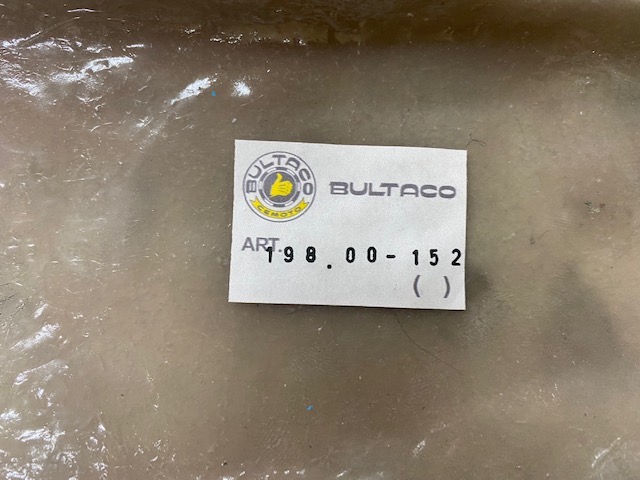 BULTACO
CEMOTO
BULTACO
ART. 198.00-152
( )